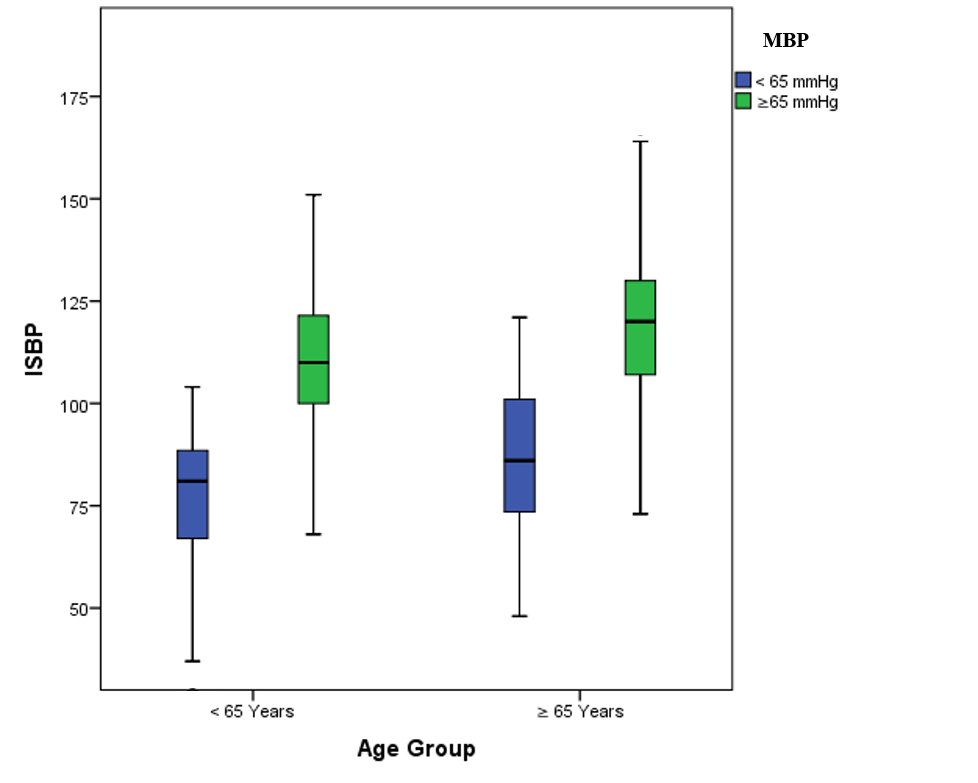 MBP
< 65 mmHg
≥65 mmHg
175
150
125
100
75
50
ISBP
< 65 Years
≥ 65 Years
Age Group